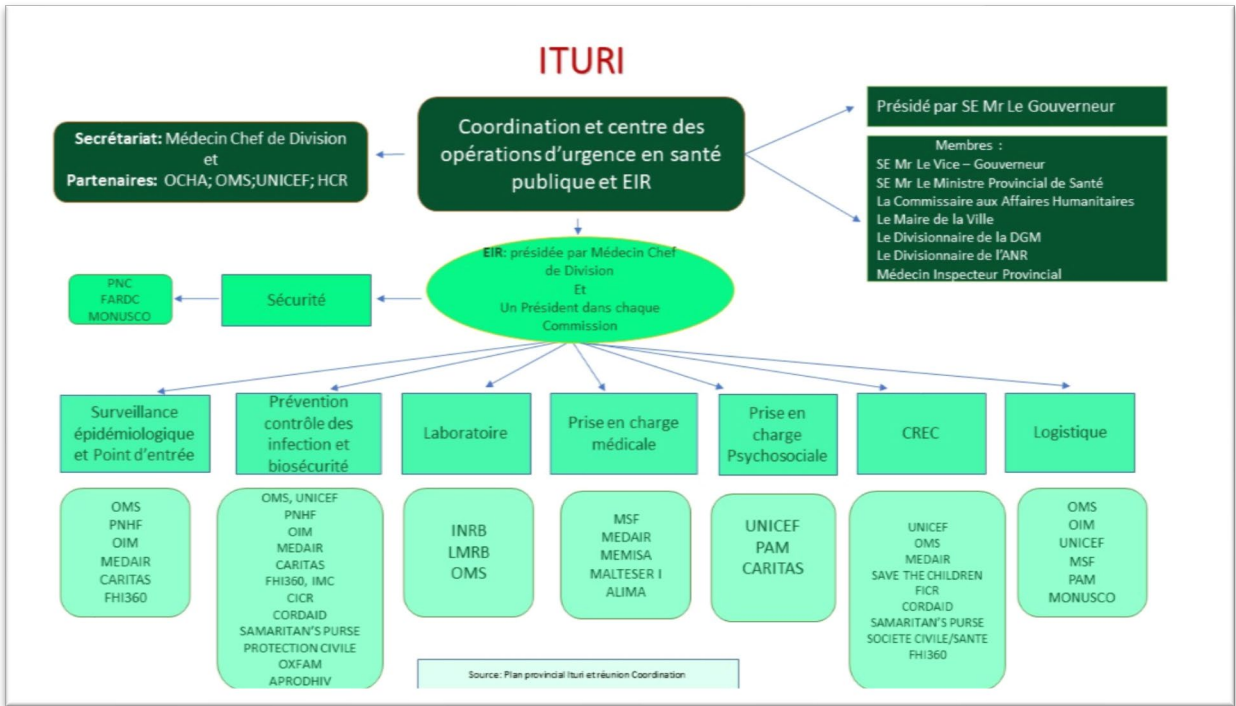 ITURI
Secrétariat: Médecin Chef de Division
et
Partenaires: OCHA; OMS;UNICEF; HCR
Coordination et centre des
opérations d'urgence en santé
publique et EIR
Présidé par SE Mr Le Gouverneur
Membres :
SE Mr Le Vice – Gouverneur
SE Mr Le Ministre Provincial de Santé
La Commissaire aux Affaires Humanitaires
Le Maire de la Ville
Le Divisionnaire de la DGM
Le Divisionnaire de l'ANR
Médecin Inspecteur Provincial
EIR: présidée par Médecin Chef
de Division
Et
Un Président dans chaque
Commission
Sécurité
PNC
FARDC
MONUSCO
Surveillance
épidémiologique
et Point d'entrée
Prévention
contrôle des
infection et
biosécurité
Laboratoire
Prise en charge
médicale
Prise en
charge
Psychosociale
CREC
Logistique
OMS
PNHF
OIM
MEDAIR
CARITAS
FHI360
OMS, UNICEF
PNHF
OIM
MEDAIR
CARITAS
FHI360, IMC
CICR
CORDAID
SAMARITAN'S PURSE
PROTECTION CIVILE
OXFAM
APRODHIV
INRB
LMRB
OMS
MSF
MEDAIR
MEMISA
MALTESER I
ALIMA
UNICEF
PAM
CARITAS
UNICEF
OMS
MEDAIR
SAVE THE CHILDREN
FICR
CORDAID
SAMARITAN'S PURSE
SOCIETE CIVILE/SANTE
FHI360
OMS
OIM
UNICEF
MSF
PAM
MONUSCO
Source: Plan provincial Ituri et réunion Coordination